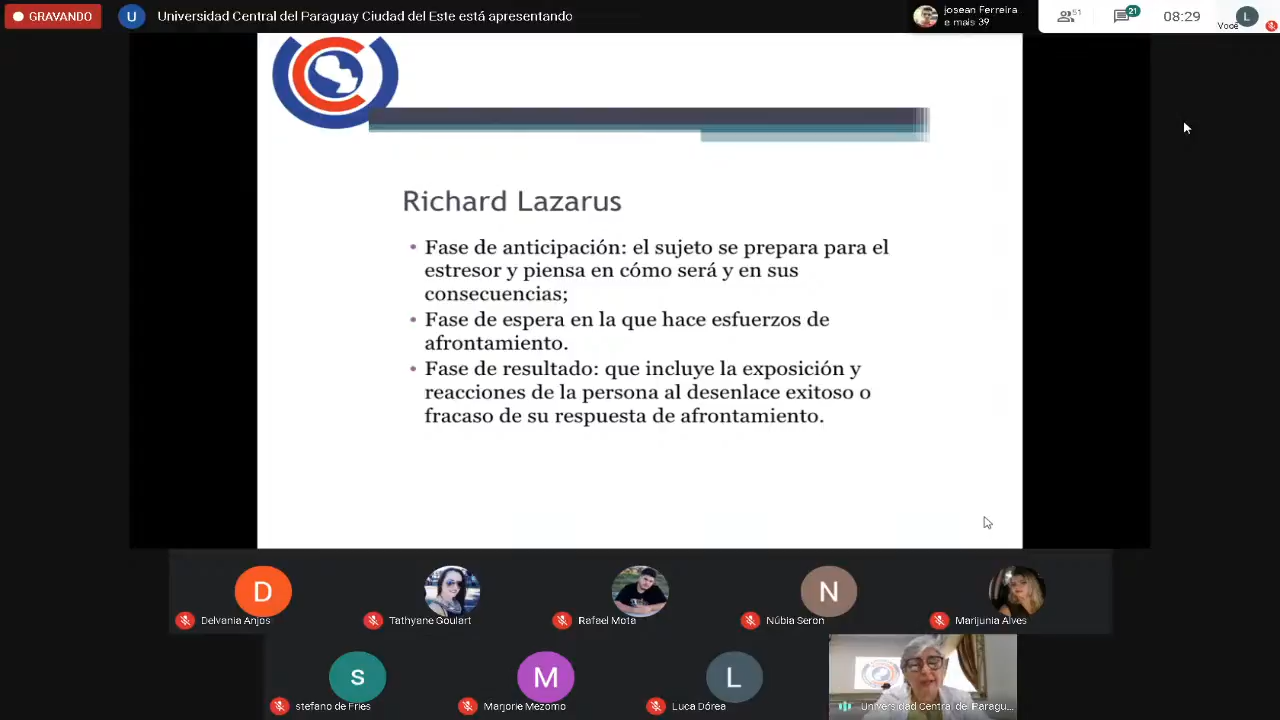 GRAVANDO
U
Universidad Central del Paraguay Ciudad del Este está apresentando
josean Ferreira
e mais 39
51
21
08:29
Você
L
Richard Lazarus
• Fase de anticipación: el sujeto se prepara para el
estresor y piensa en cómo será y en sus
consecuencias;
• Fase de espera en la que hace esfuerzos de
afrontamiento.
• Fase de resultado: que incluye la exposición y
reacciones de la persona al desenlace exitoso o
fracaso de su respuesta de afrontamiento.
D
N
Delvania Anjos
Tathyane Goulart
Rafael Mota
Núbia Seron
Marijunia Alves
s
M
L
stefano de Fries
Marjorie Mezomo
Luca Dórea
Universidad Central del Paragu...